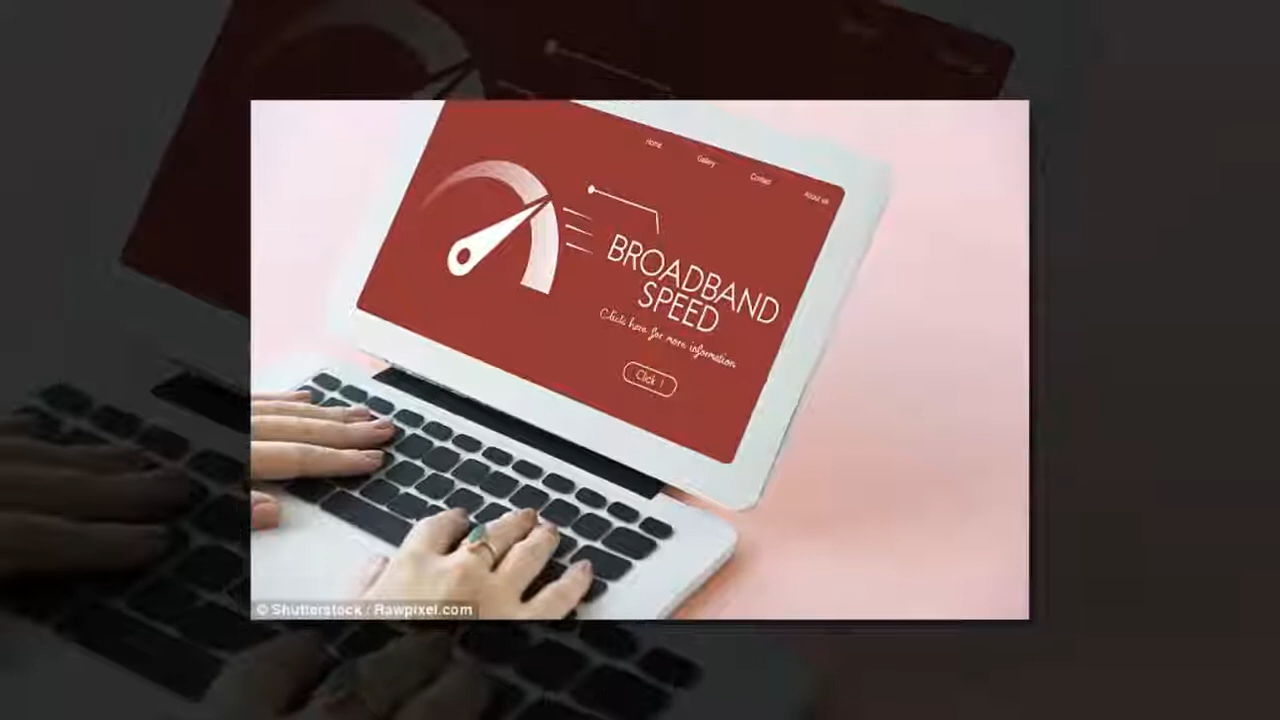 Home
Gallery
Contact
About us
BROADBAND
SPEED
Click here for more information
Click !
© Shutterstock / Rawpixel.com